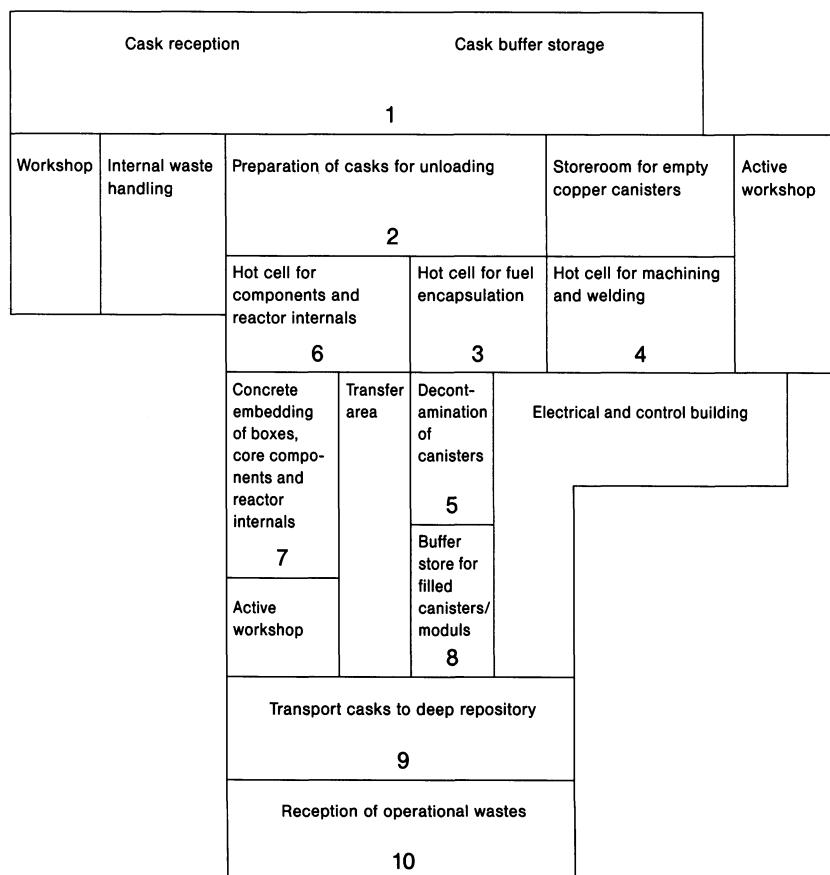 Cask reception
Cask buffer storage
1
Workshop
Internal waste
handling
Preparation of casks for unloading
2
Storeroom for empty
copper canisters
Active
workshop
Hot cell for
components and
reactor internals
6
Hot cell for fuel
encapsulation
3
Hot cell for machining
and welding
4
Concrete
embedding
of boxes,
core compo-
nents and
reactor
internals
7
Transfer
area
Decont-
amination
of
canisters
5
Electrical and control building
Buffer
store for
filled
canisters/
moduls
8
Active
workshop
Transport casks to deep repository
9
Reception of operational wastes
10